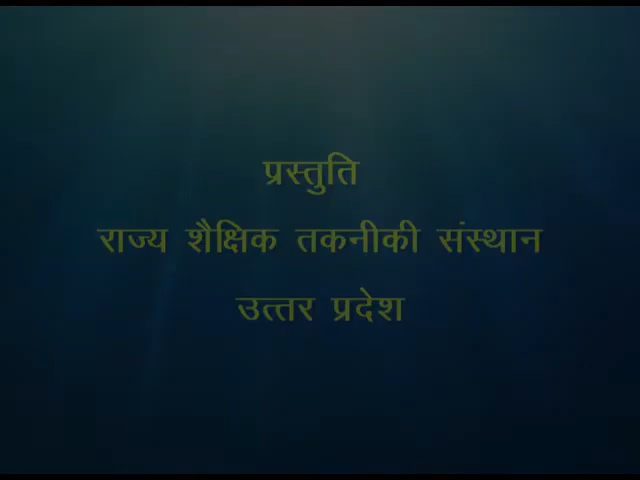 प्रस्तुति
राज्य शैक्षिक तकनीकी संस्थान
उत्तर प्रदेश